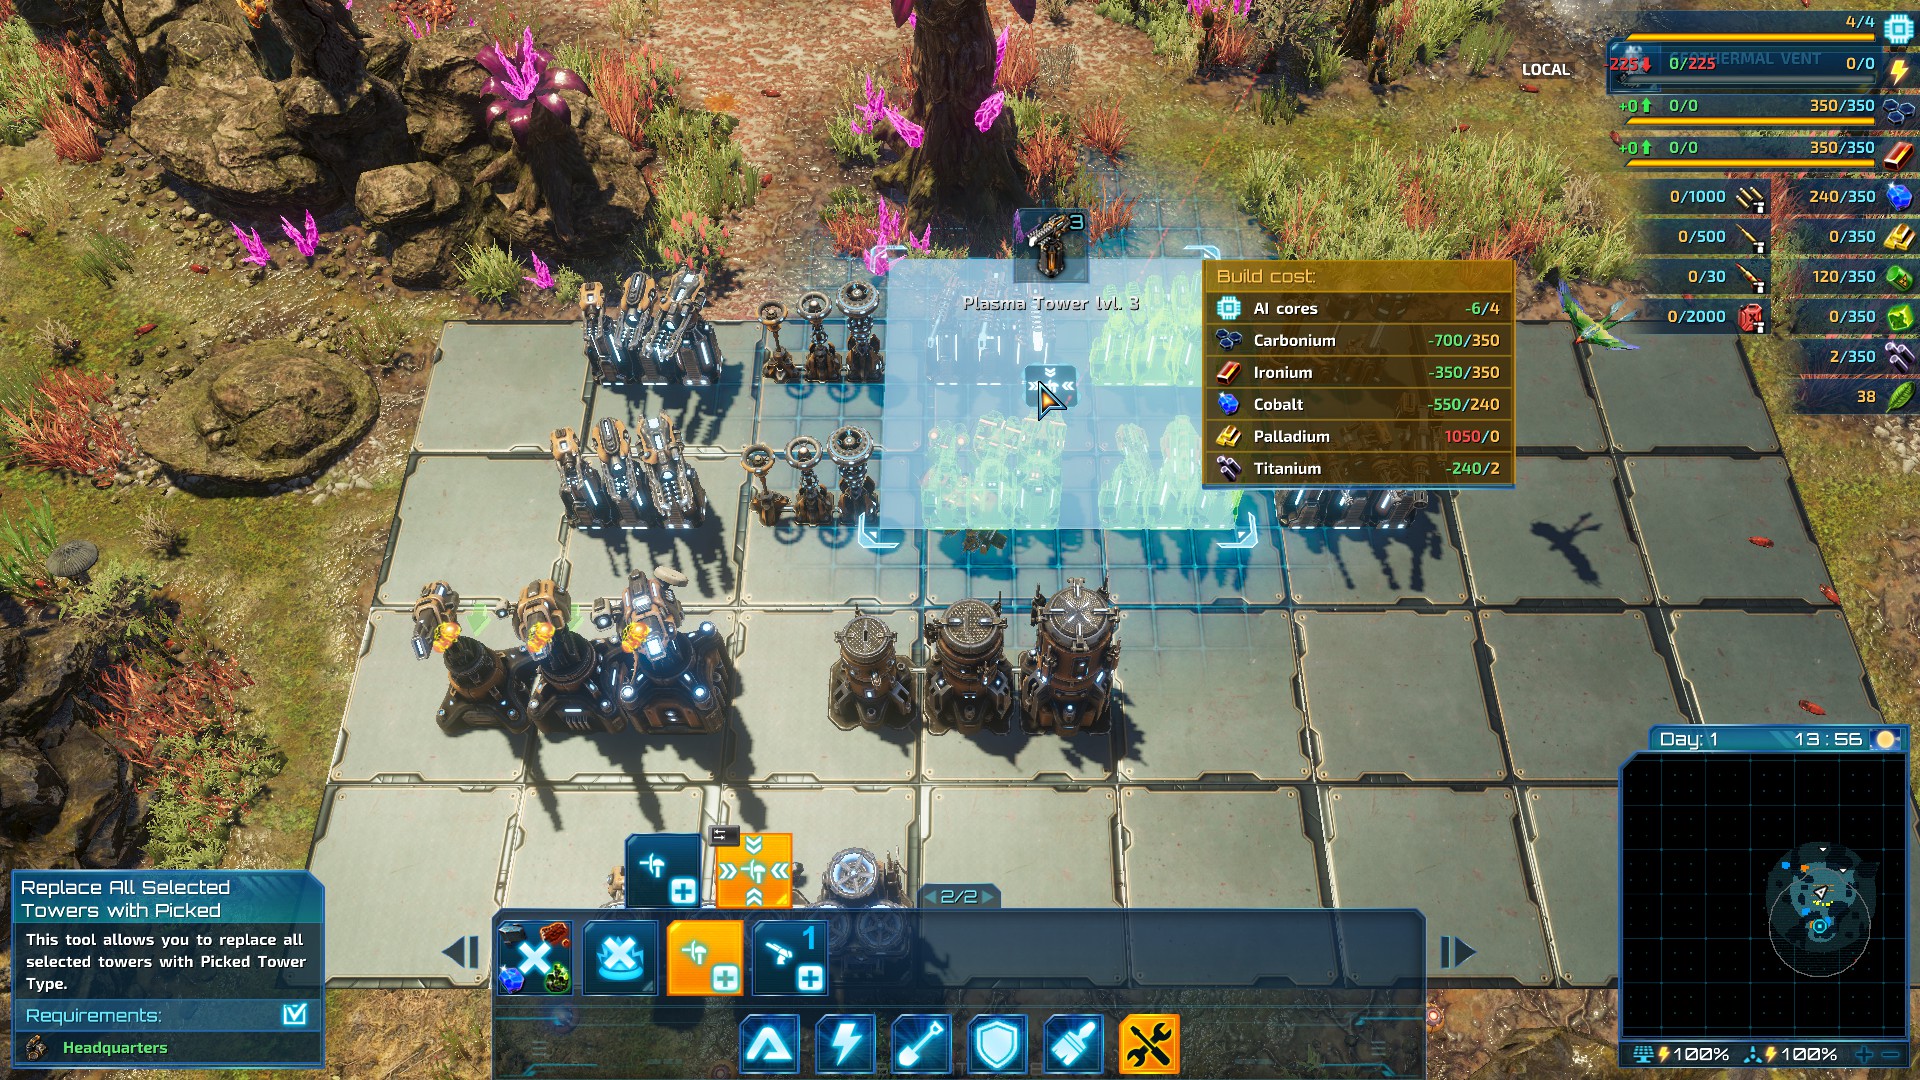 4/4
LOCAL
GEOTHERMAL VENT
-225 0/225 0/0
+0 0/0 350/350
+0 0/0 350/350
0/1000 240/350
0/500 0/350
0/30 120/350
0/2000 0/350
2/350
38
3
Plasma Tower lvl. 3
Build cost:
AI cores -6/4
Carbonium -700/350
Ironium -350/350
Cobalt -550/240
Palladium 1050/0
Titanium -240/2
Day: 1 13:56
Replace All Selected
Towers with Picked
This tool allows you to replace all
selected towers with Picked Tower
Type.
Requirements:
Headquarters
2/2
1
100% 100%